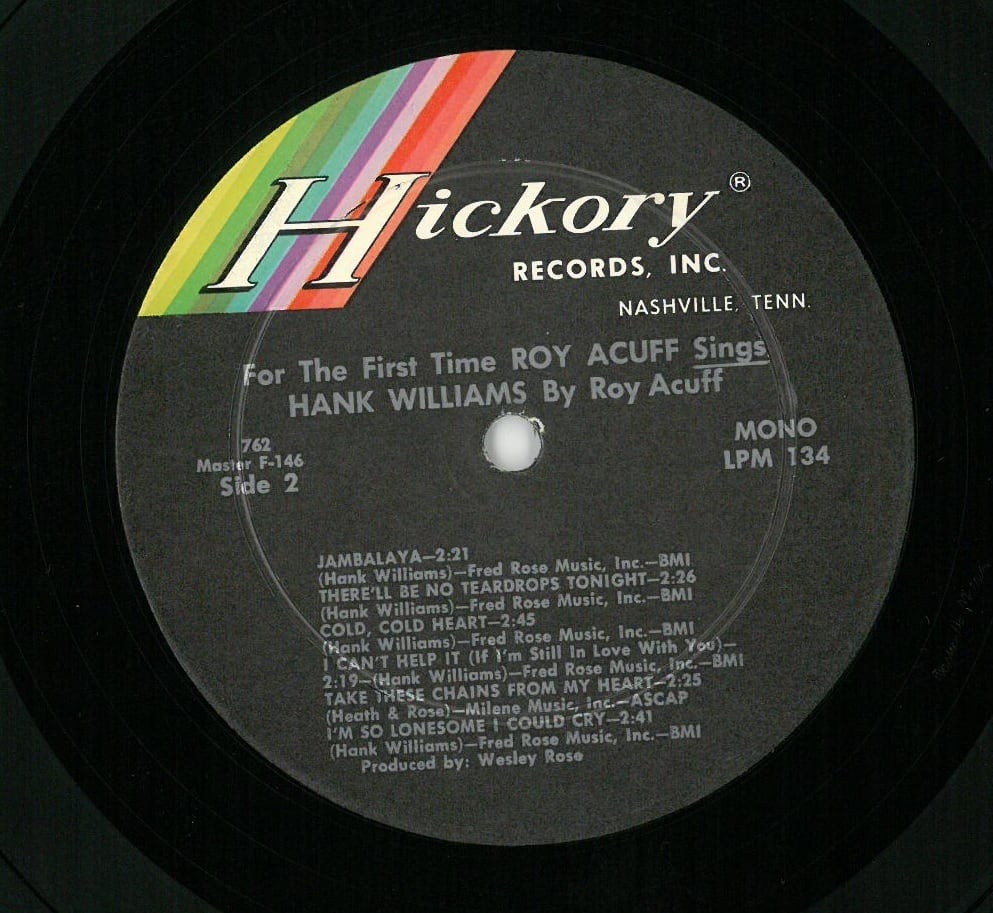 Hickory ®
RECORDS, INC.
NASHVILLE, TENN.
For The First Time ROY ACUFF Sings
HANK WILLIAMS By Roy Acuff
762
Master F-146
Side 2
MONO
LPM 134
JAMBALAYA—2:21
(Hank Williams)—Fred Rose Music, Inc.—BMI
THERE'LL BE NO TEARDROPS TONIGHT—2:26
(Hank Williams)—Fred Rose Music, Inc.—BMI
COLD, COLD HEART—2:45
(Hank Williams)—Fred Rose Music, Inc.—BMI
I CAN'T HELP IT (If I'm Still In Love With You)—
2:19—(Hank Williams)—Fred Rose Music, Inc.—BMI
TAKE THESE CHAINS FROM MY HEART—2:25
(Heath & Rose)—Milene Music, Inc.—ASCAP
I'M SO LONESOME I COULD CRY—2:41
(Hank Williams)—Fred Rose Music, Inc.—BMI
Produced by: Wesley Rose